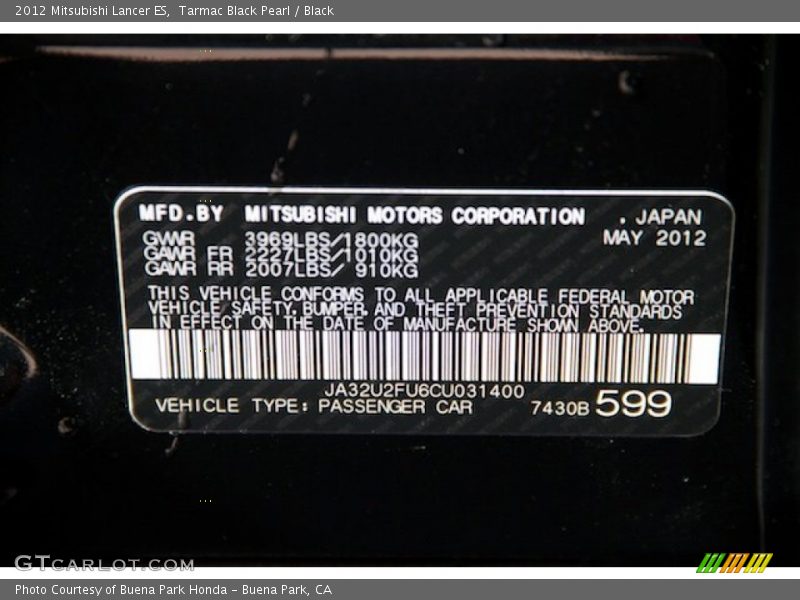 2012 Mitsubishi Lancer ES,  Tarmac Black Pearl / Black
MFD.BY  MITSUBISHI MOTORS CORPORATION  . JAPAN
MAY 2012
GVWR  3969LBS/1800KG
GAWR FR 2227LBS/1010KG
GAWR RR 2007LBS/ 910KG
THIS VEHICLE CONFORMS TO ALL APPLICABLE FEDERAL MOTOR
VEHICLE SAFETY, BUMPER, AND THEFT PREVENTION STANDARDS
IN EFFECT ON THE DATE OF MANUFACTURE SHOWN ABOVE.
JA32U2FU6CU031400
VEHICLE TYPE: PASSENGER CAR  7430B 599
GTCARLOT.COM
Photo Courtesy of Buena Park Honda - Buena Park, CA